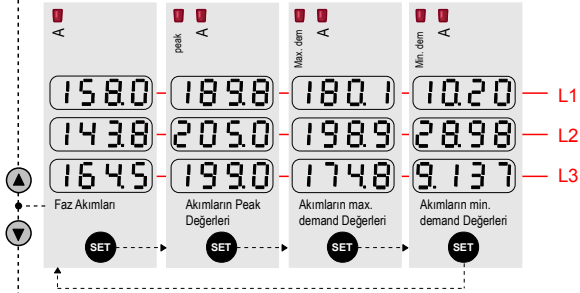 A
peak
A
Max. dem
A
Min. dem
A
158.0
189.8
180.1
10.20
L1
143.8
205.0
198.9
28.98
L2
164.5
199.0
174.8
9.137
L3
Faz Akımları
Akımların Peak
Değerleri
Akımların max.
demand Değerleri
Akımların min.
demand Değerleri
SET
SET
SET
SET